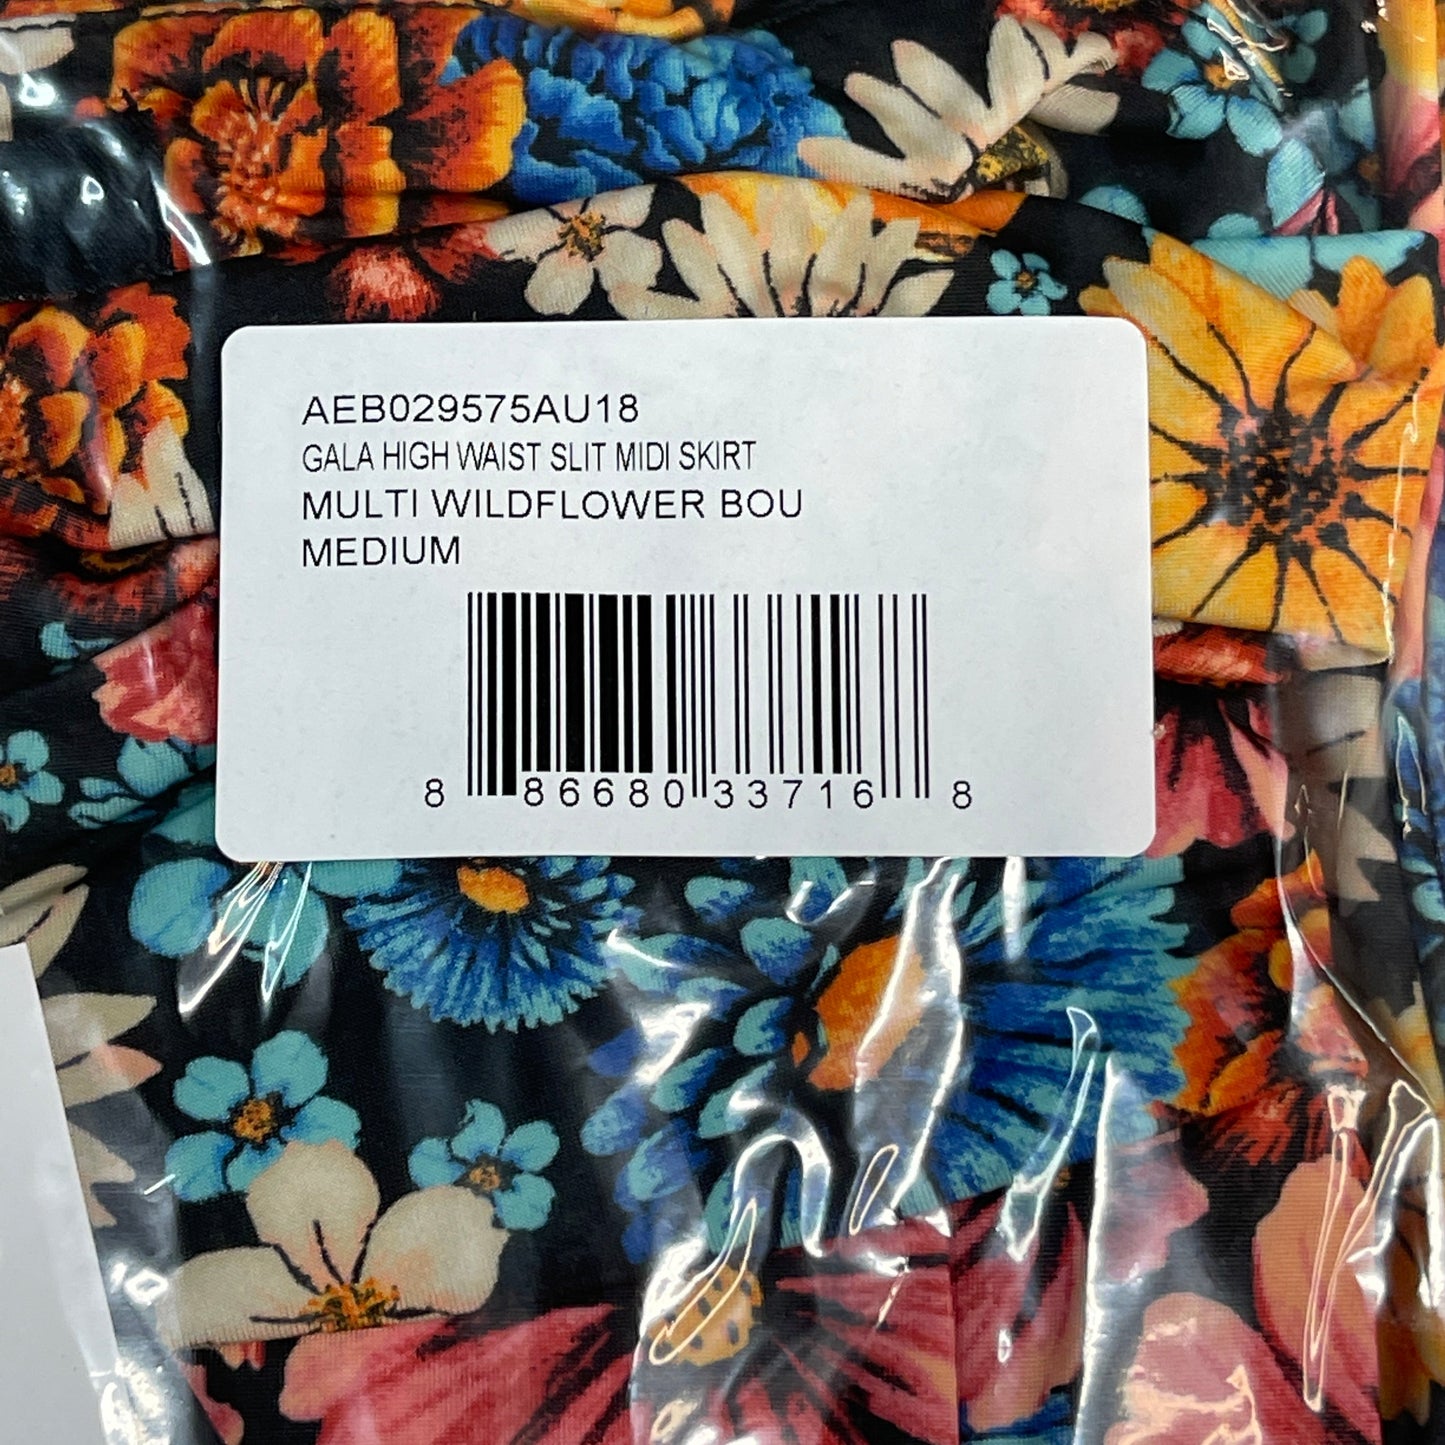 AEB029575AU18
GALA HIGH WAIST SLIT MIDI SKIRT
MULTI WILDFLOWER BOU
MEDIUM
8 86680 33716 8